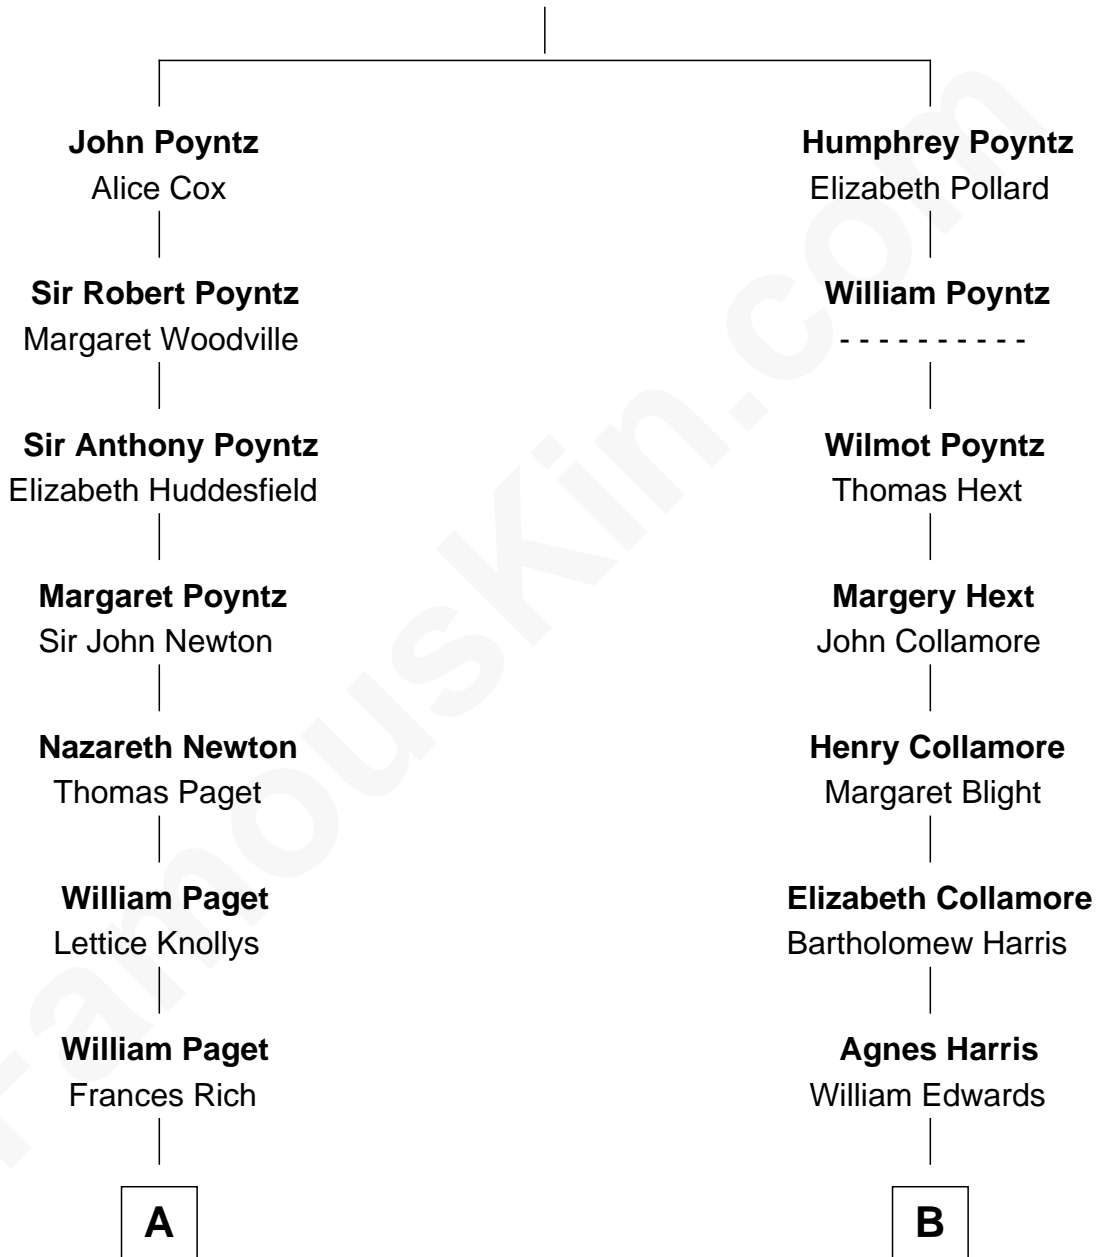 John Poyntz
Alice Cox
Sir Robert Poyntz
Margaret Woodville
Sir Anthony Poyntz
Elizabeth Huddesfield
Margaret Poyntz
Sir John Newton
Nazareth Newton
Thomas Paget
William Paget
Lettice Knollys
William Paget
Frances Rich
A
Humphrey Poyntz
Elizabeth Pollard
William Poyntz
- - - - - - - - - -
Wilmot Poyntz
Thomas Hext
Margery Hext
John Collamore
Henry Collamore
Margaret Blight
Elizabeth Collamore
Bartholomew Harris
Agnes Harris
William Edwards
B
FamousKin.com